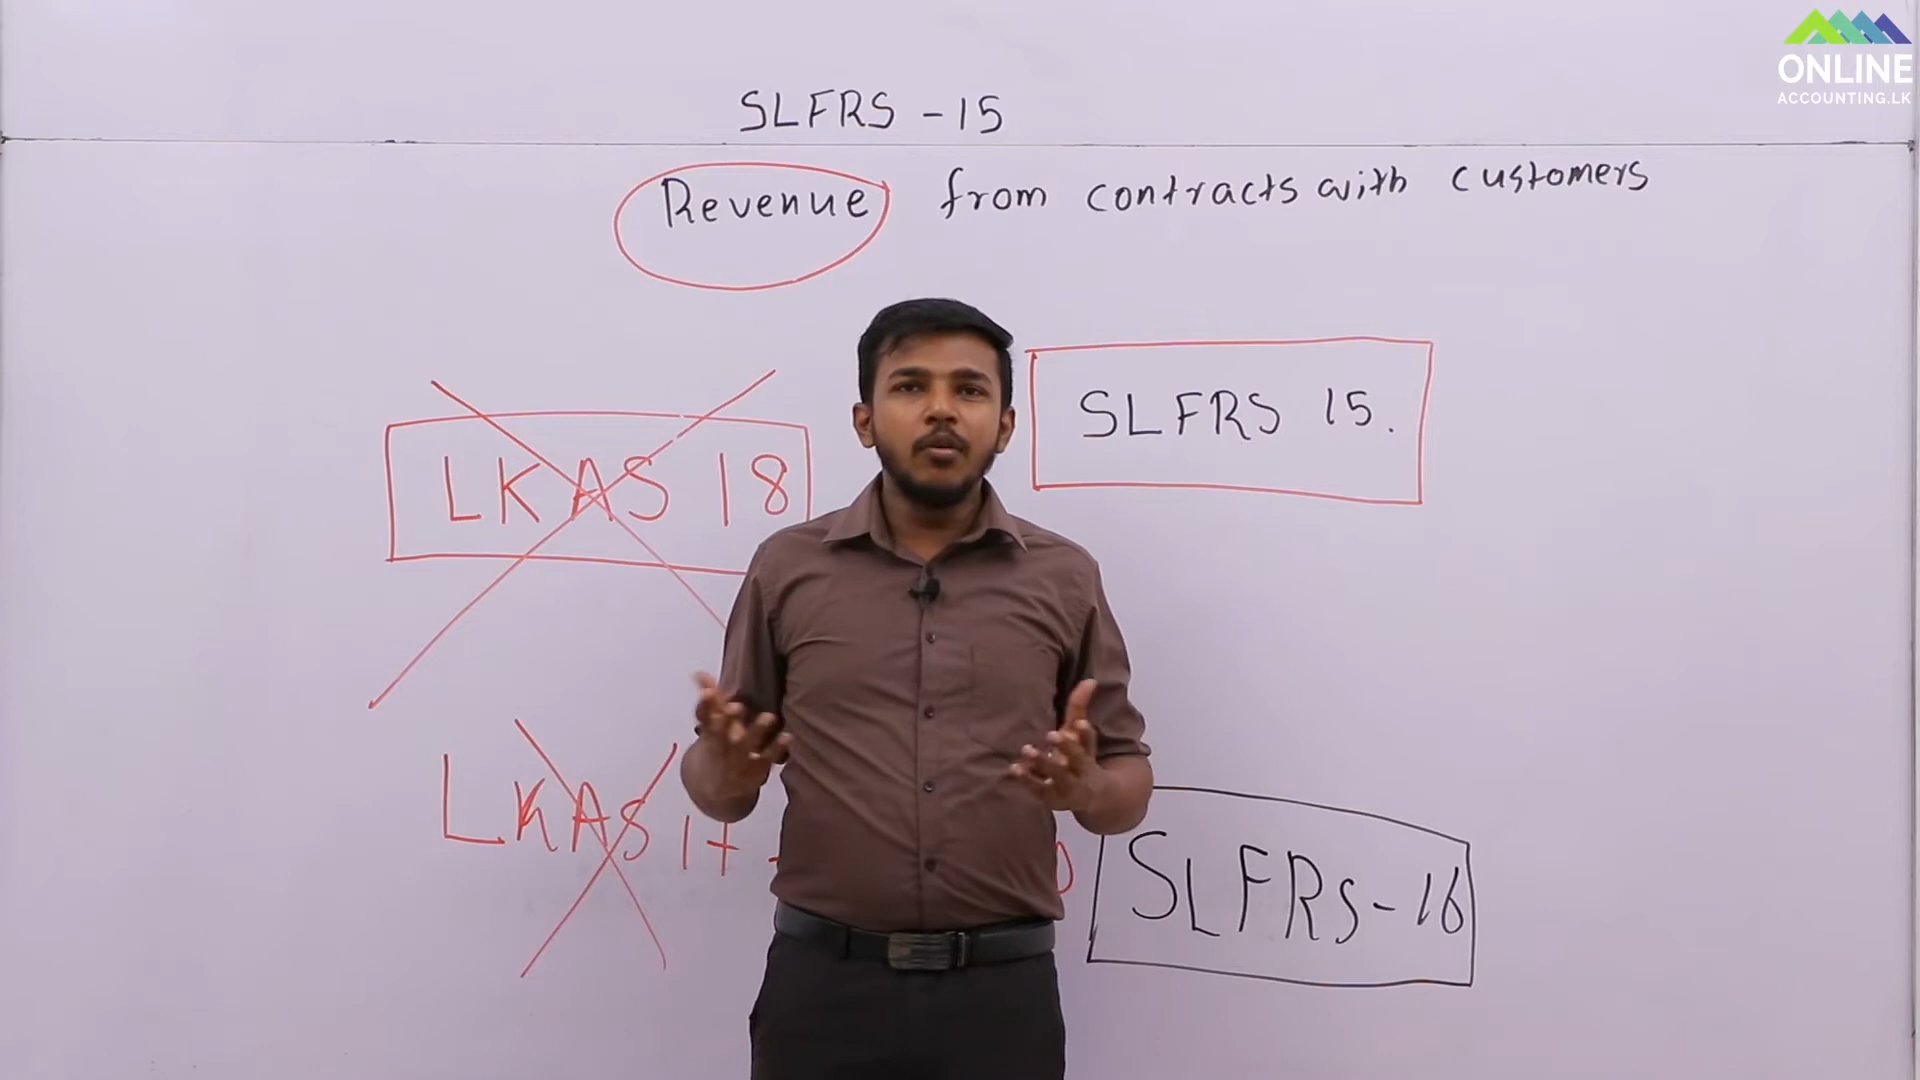 ONLINE
ACCOUNTING.LK
SLFRS - 15
Revenue from contracts with customers
LKAS 18
SLFRS 15.
LKAS 17
SLFRS - 16